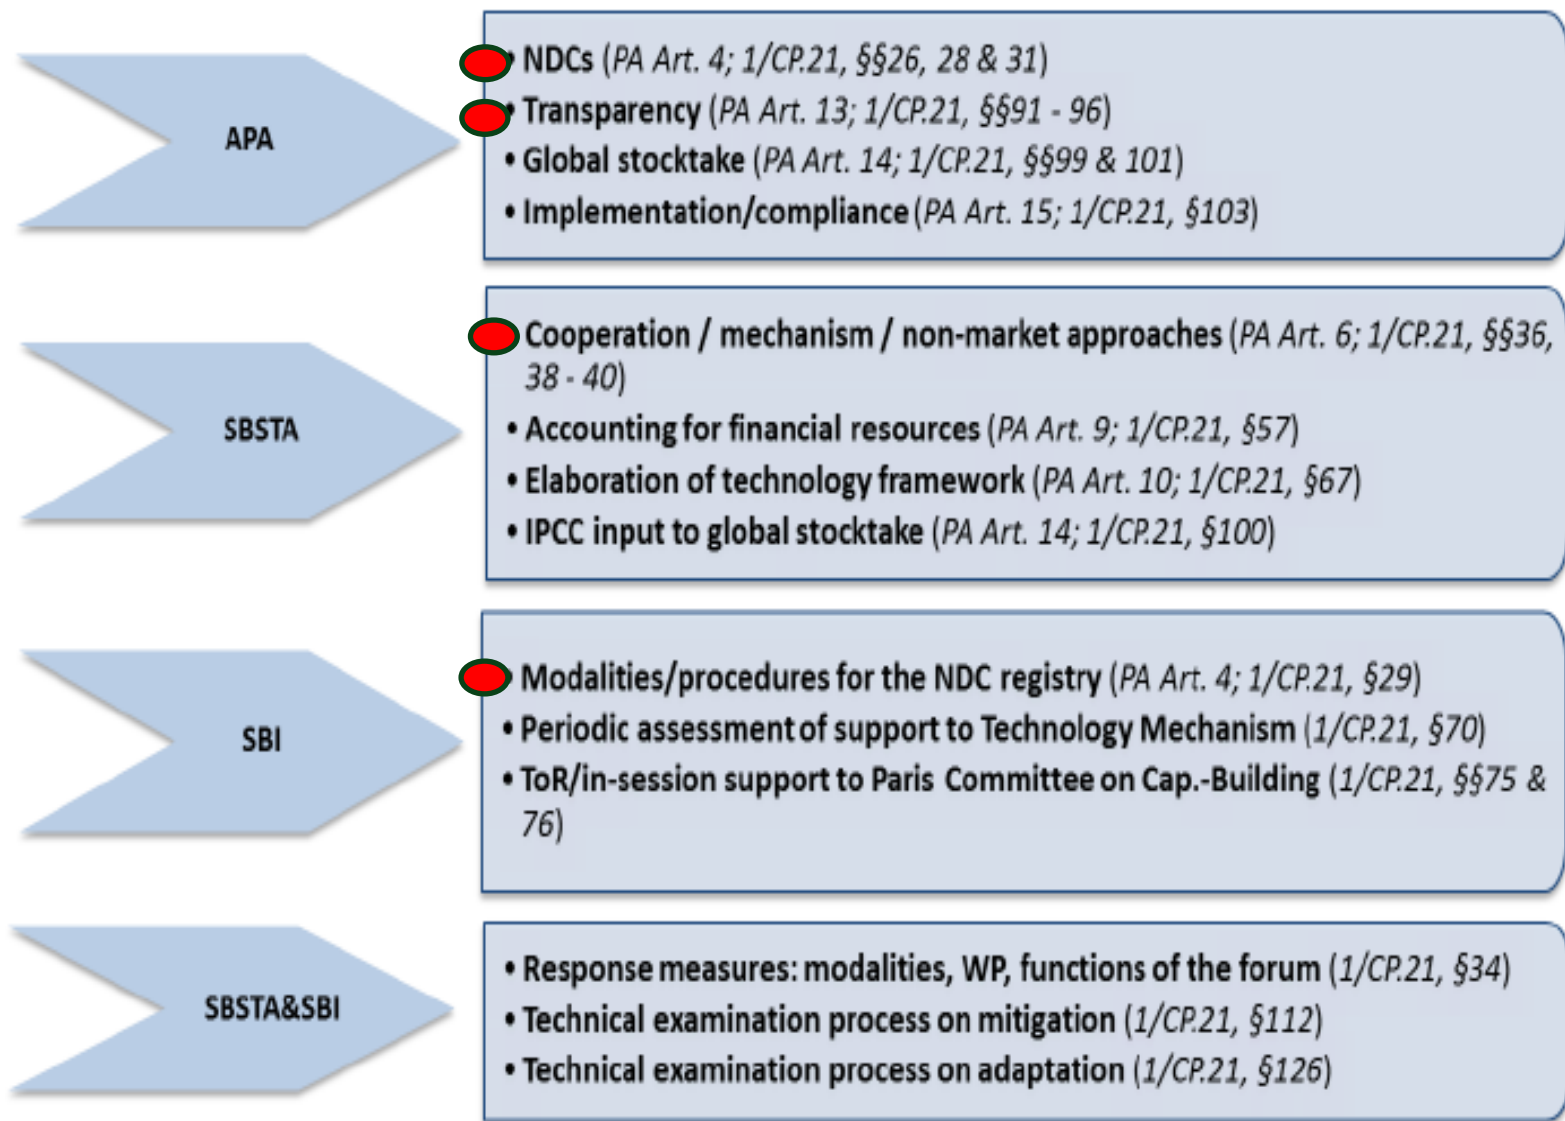 APA
• NDCs (PA Art. 4; 1/CP.21, §§26, 28 & 31)
• Transparency (PA Art. 13; 1/CP.21, §§91 - 96)
• Global stocktake (PA Art. 14; 1/CP.21, §§99 & 101)
• Implementation/compliance (PA Art. 15; 1/CP.21, §103)
SBSTA
Cooperation / mechanism / non-market approaches (PA Art. 6; 1/CP.21, §§36,
38 - 40)
• Accounting for financial resources (PA Art. 9; 1/CP.21, §57)
• Elaboration of technology framework (PA Art. 10; 1/CP.21, §67)
• IPCC input to global stocktake (PA Art. 14; 1/CP.21, §100)
SBI
• Modalities/procedures for the NDC registry (PA Art. 4; 1/CP.21, §29)
• Periodic assessment of support to Technology Mechanism (1/CP.21, §70)
• ToR/in-session support to Paris Committee on Cap.-Building (1/CP.21, §§75 &
76)
SBSTA&SBI
• Response measures: modalities, WP, functions of the forum (1/CP.21, §34)
• Technical examination process on mitigation (1/CP.21, §112)
• Technical examination process on adaptation (1/CP.21, §126)